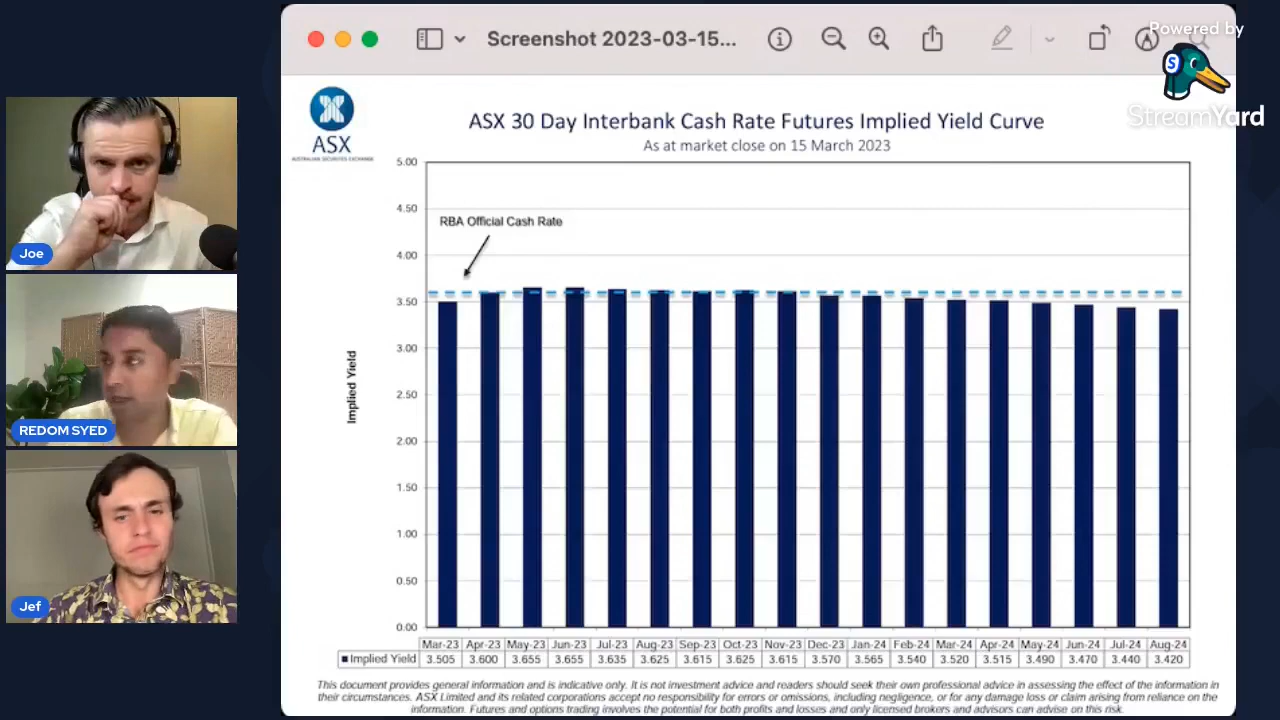 Screenshot 2023-03-15...
Powered by
S
StreamYard
ASX
AUSTRALIAN SECURITIES EXCHANGE
ASX 30 Day Interbank Cash Rate Futures Implied Yield Curve
As at market close on 15 March 2023
5.00
4.50
4.00
3.50
3.00
2.50
2.00
1.50
1.00
0.50
0.00
RBA Official Cash Rate
Implied Yield
Mar-23 Apr-23 May-23 Jun-23 Jul-23 Aug-23 Sep-23 Oct-23 Nov-23 Dec-23 Jan-24 Feb-24 Mar-24 Apr-24 May-24 Jun-24 Jul-24 Aug-24
Implied Yield 3.505 3.600 3.655 3.655 3.635 3.625 3.615 3.625 3.615 3.570 3.565 3.540 3.520 3.515 3.490 3.470 3.440 3.420
This document provides general information and is indicative only. It is not investment advice and readers should seek their own professional advice in assessing the effect of the information in
their circumstances. ASX Limited and its related corporations accept no responsibility for errors or omissions, including negligence, or for any damage loss or claim arising from reliance on the
information. Futures and options trading involves the potential for both profits and losses and only licensed brokers and advisors can advise on this risk.
Joe
REDOM SYED
Jef